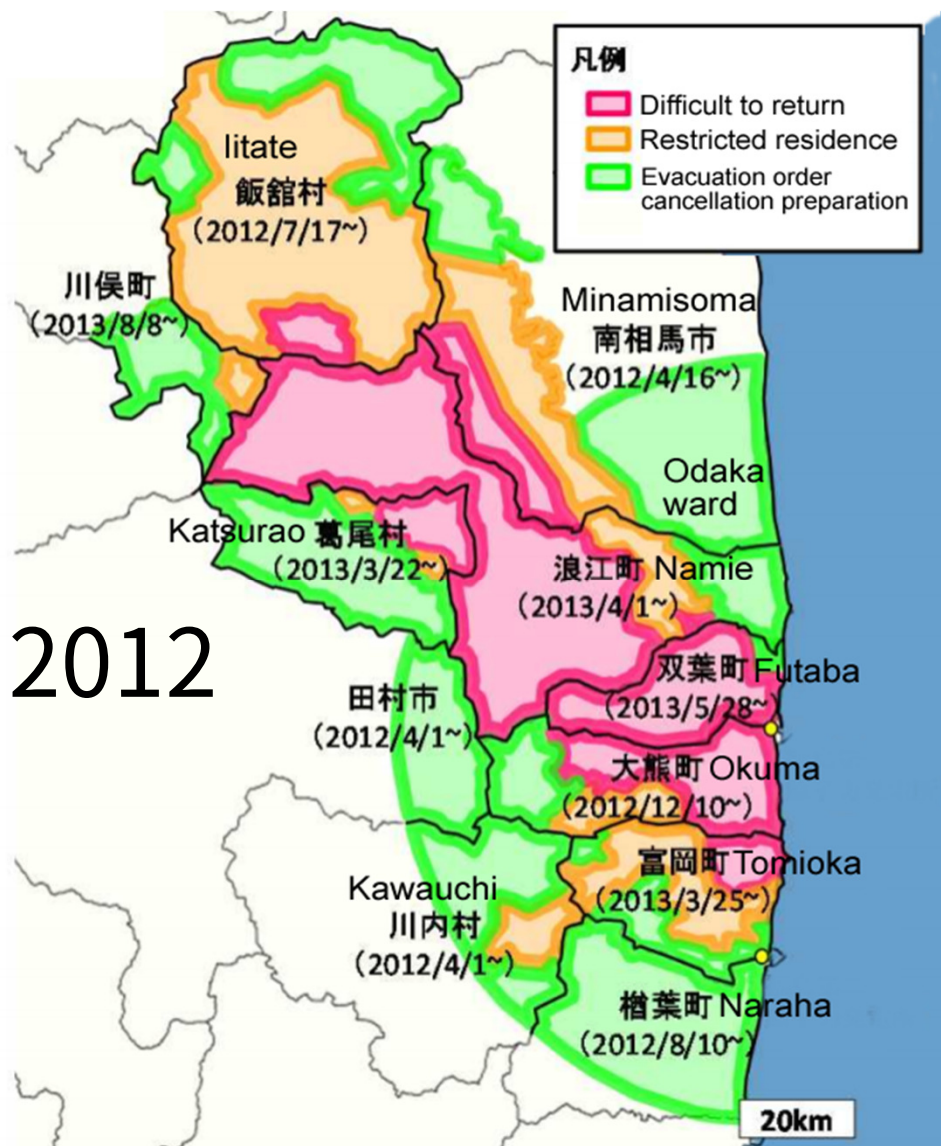 凡例
Difficult to return
Restricted residence
Evacuation order
cancellation preparation
Iitate
飯舘村
(2012/7/17~)
川俣町
(2013/8/8~)
Minamisoma
南相馬市
(2012/4/16~)
Odaka
ward
Katsurao 葛尾村
(2013/3/22~)
浪江町 Namie
(2013/4/1~)
2012
双葉町 Futaba
(2013/5/28~)
田村市
(2012/4/1~)
大熊町 Okuma
(2012/12/10~)
富岡町 Tomioka
(2013/3/25~)
Kawauchi
川内村
(2012/4/1~)
楢葉町 Naraha
(2012/8/10~)
20km